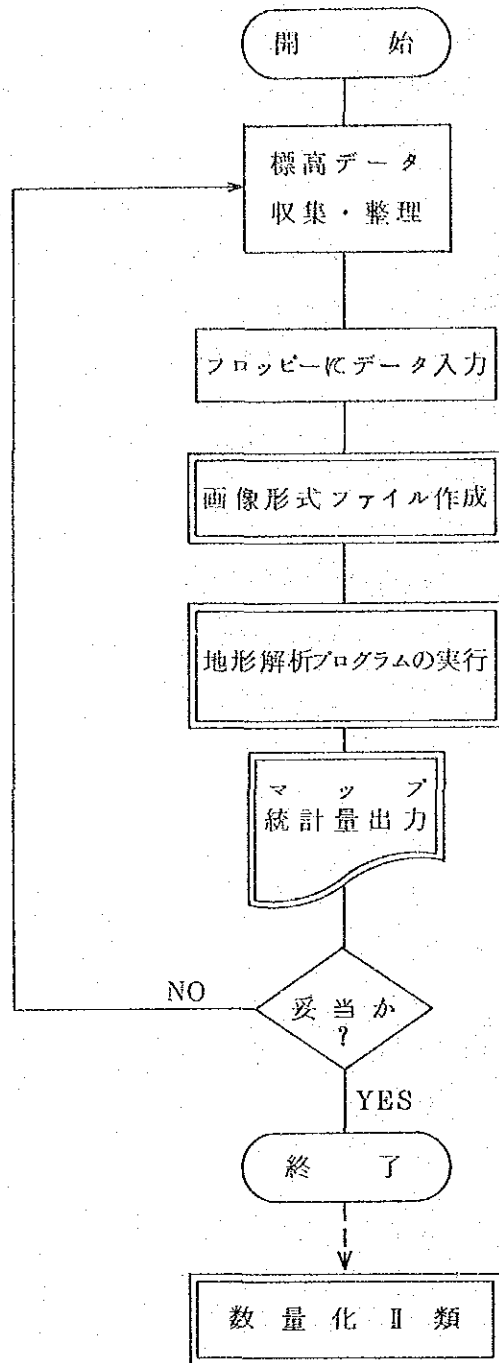 開始
標高データ
収集・整理
フロッピーにてデータ入力
画像形式ファイル作成
地形解析プログラムの実行
マップ
統計量出力
NO
妥当か
?
YES
終了
数量化Ⅱ類